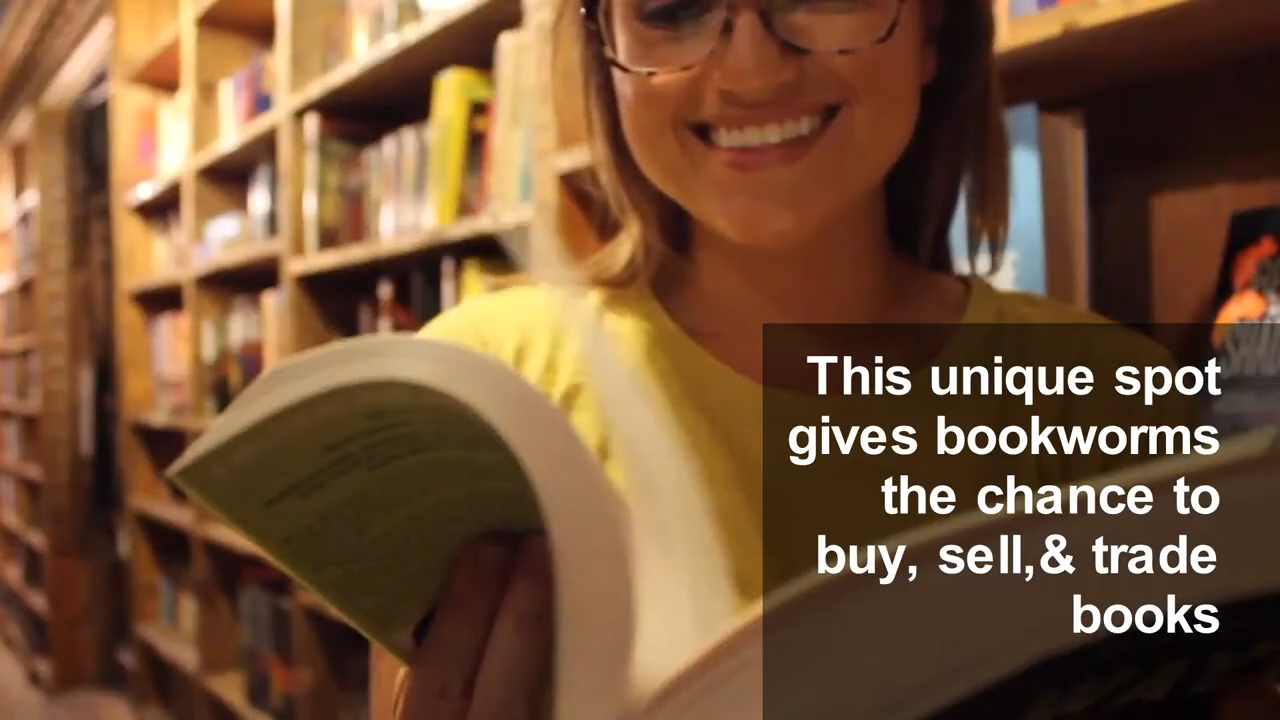 This unique spot
gives bookworms
the chance to
buy, sell,& trade
books